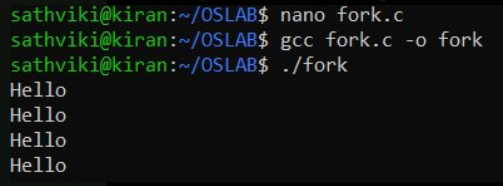 sathviki@kiran:~/OSLAB$ nano fork.c
sathviki@kiran:~/OSLAB$ gcc fork.c -o fork
sathviki@kiran:~/OSLAB$ ./fork
Hello
Hello
Hello
Hello